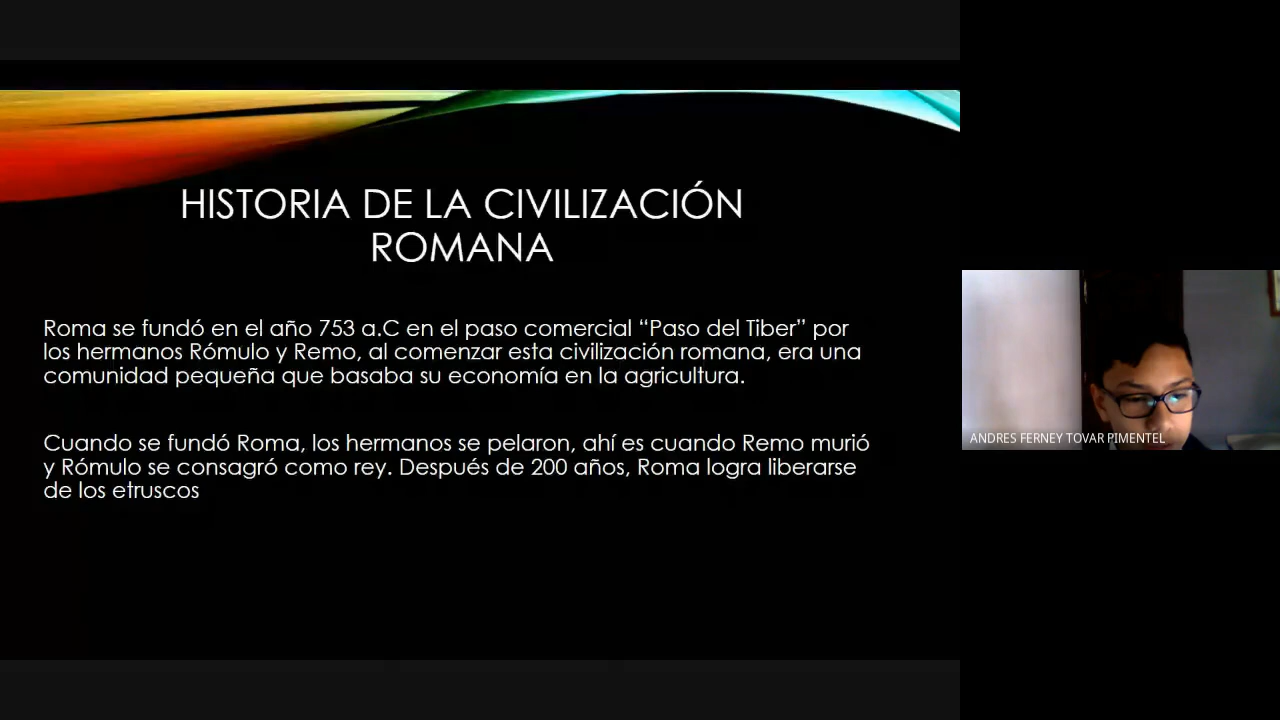 HISTORIA DE LA CIVILIZACIÓN
ROMANA
Roma se fundó en el año 753 a.C en el paso comercial “Paso del Tiber” por
los hermanos Rómulo y Remo, al comenzar esta civilización romana, era una
comunidad pequeña que basaba su economía en la agricultura.
Cuando se fundó Roma, los hermanos se pelaron, ahí es cuando Remo murió
y Rómulo se consagró como rey. Después de 200 años, Roma logra liberarse
de los etruscos
ANDRES FERNEY TOVAR PIMENTEL